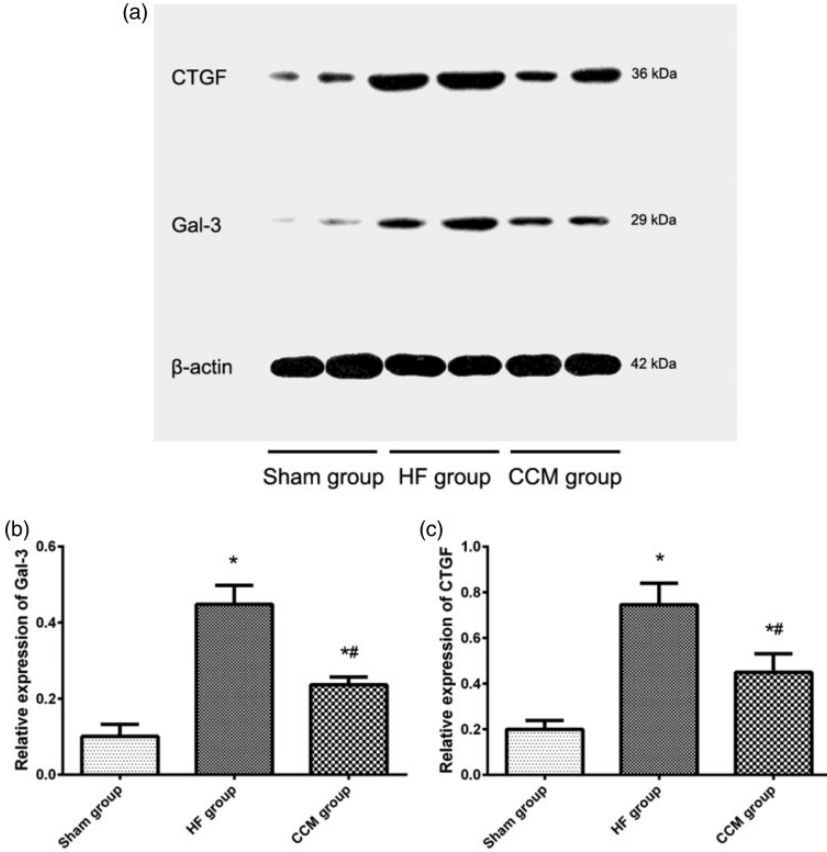 (a)
CTGF 36 kDa
Gal-3 29 kDa
β-actin 42 kDa
Sham group HF group CCM group
(b)
Relative expression of Gal-3
0.6
0.4
0.2
0.0
*
*#
Sham group
HF group
CCM group
(c)
Relative expression of CTGF
1.0
0.8
0.6
0.4
0.2
0.0
*
*#
Sham group
HF group
CCM group